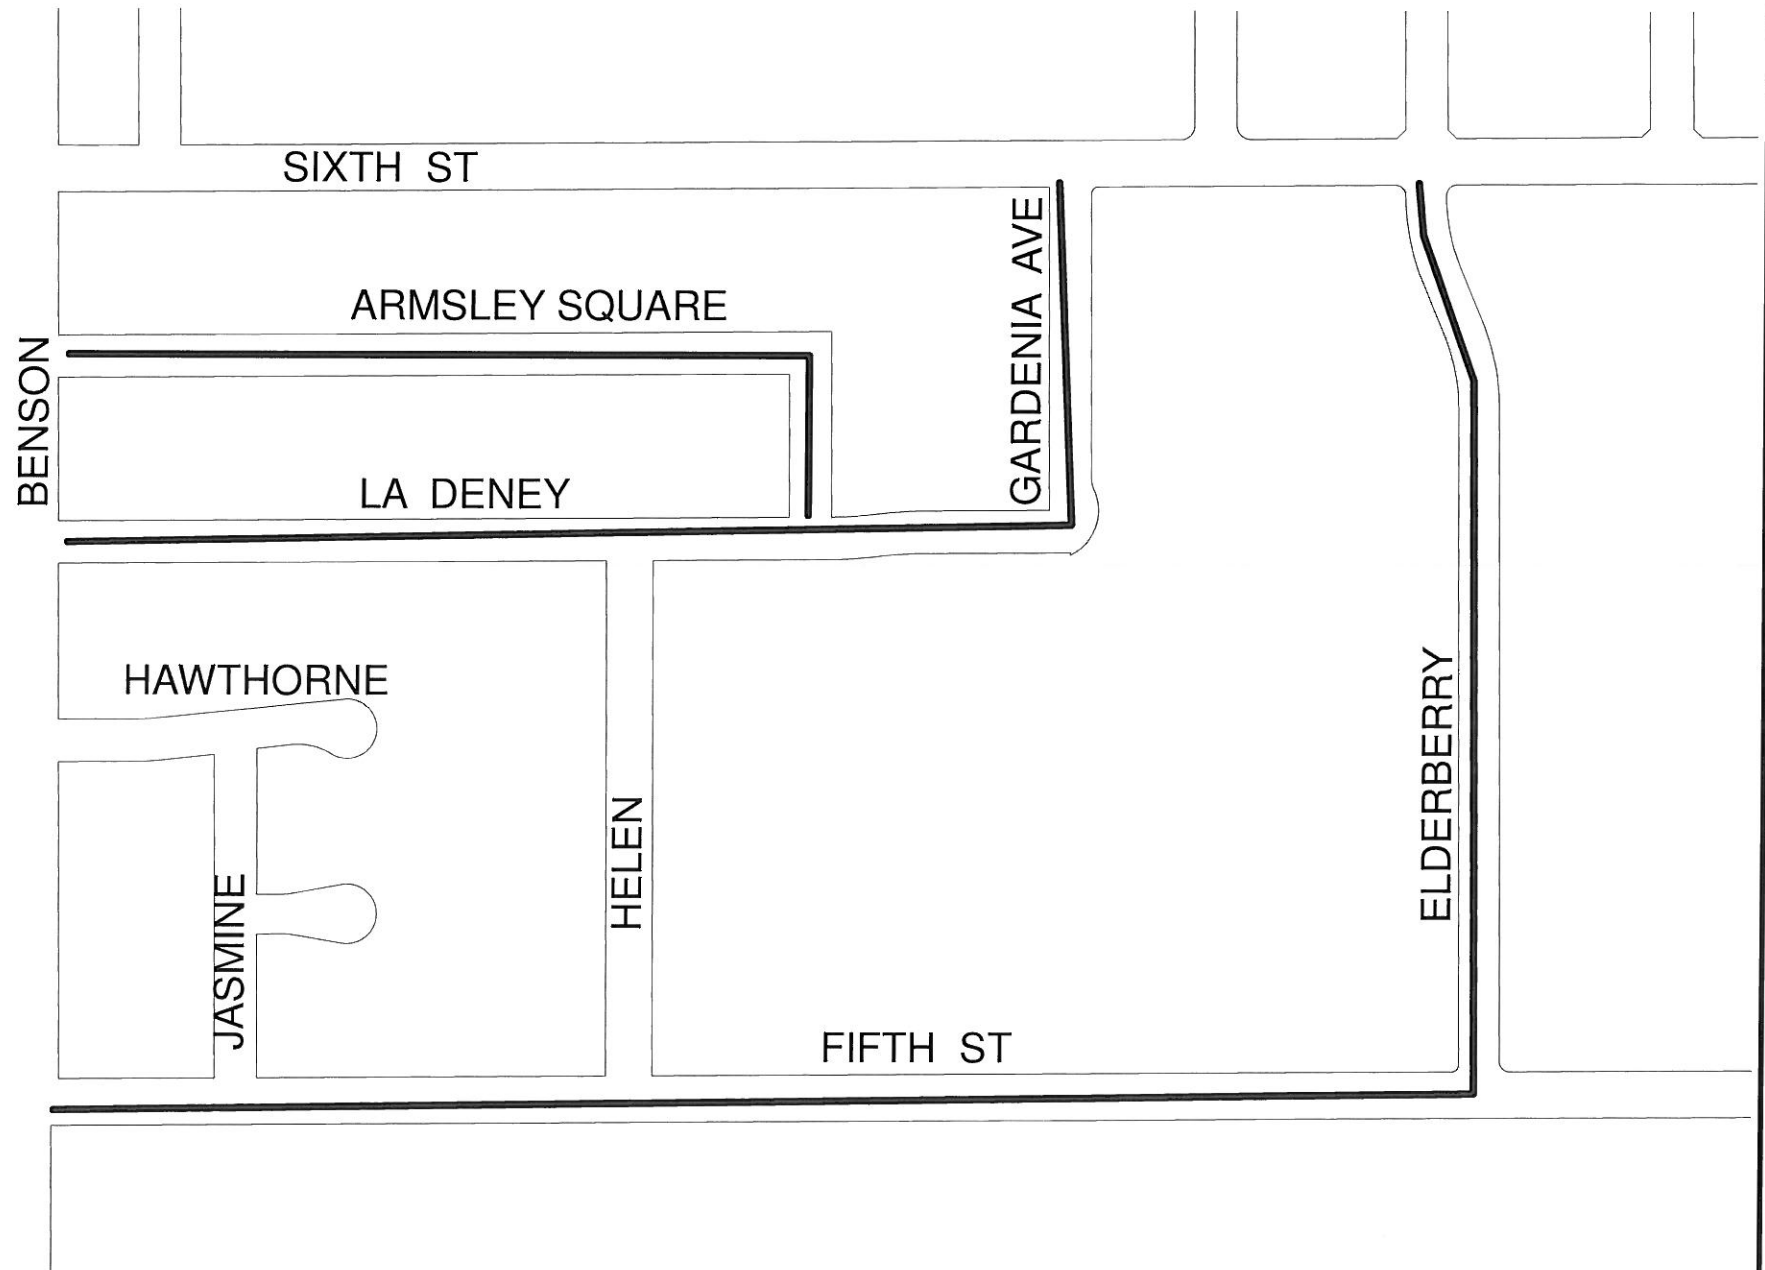 SIXTH ST
GARDENIA AVE
ARMSLEY SQUARE
BENSON
LA DENEY
HAWTHORNE
ELDERBERRY
HELEN
JASMINE
FIFTH ST